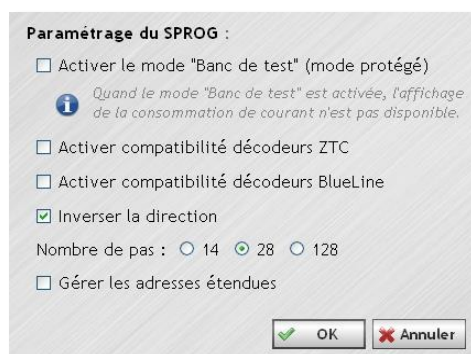 Paramétrage du SPROG :
Activer le mode "Banc de test" (mode protégé)
Quand le mode "Banc de test" est activée, l'affichage
de la consommation de courant n'est pas disponible.
Activer compatibilité décodeurs ZTC
Activer compatibilité décodeurs BlueLine
Inverser la direction
Nombre de pas : 14 28 128
Gérer les adresses étendues
OK Annuler